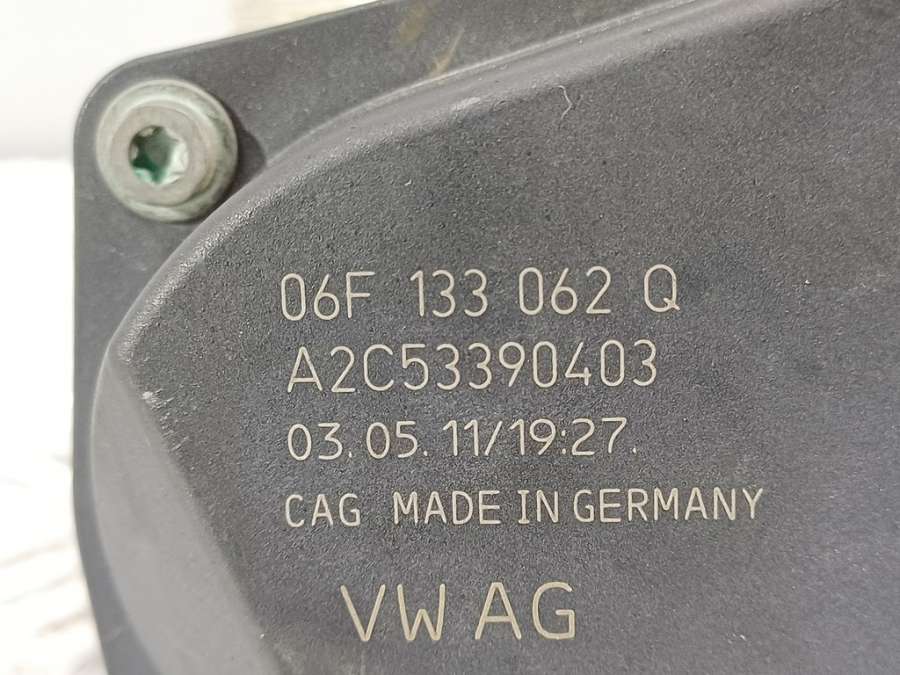 06F 133 062 Q
A2C53390403
03.05.11/19:27.
CAG MADE IN GERMANY
VW AG